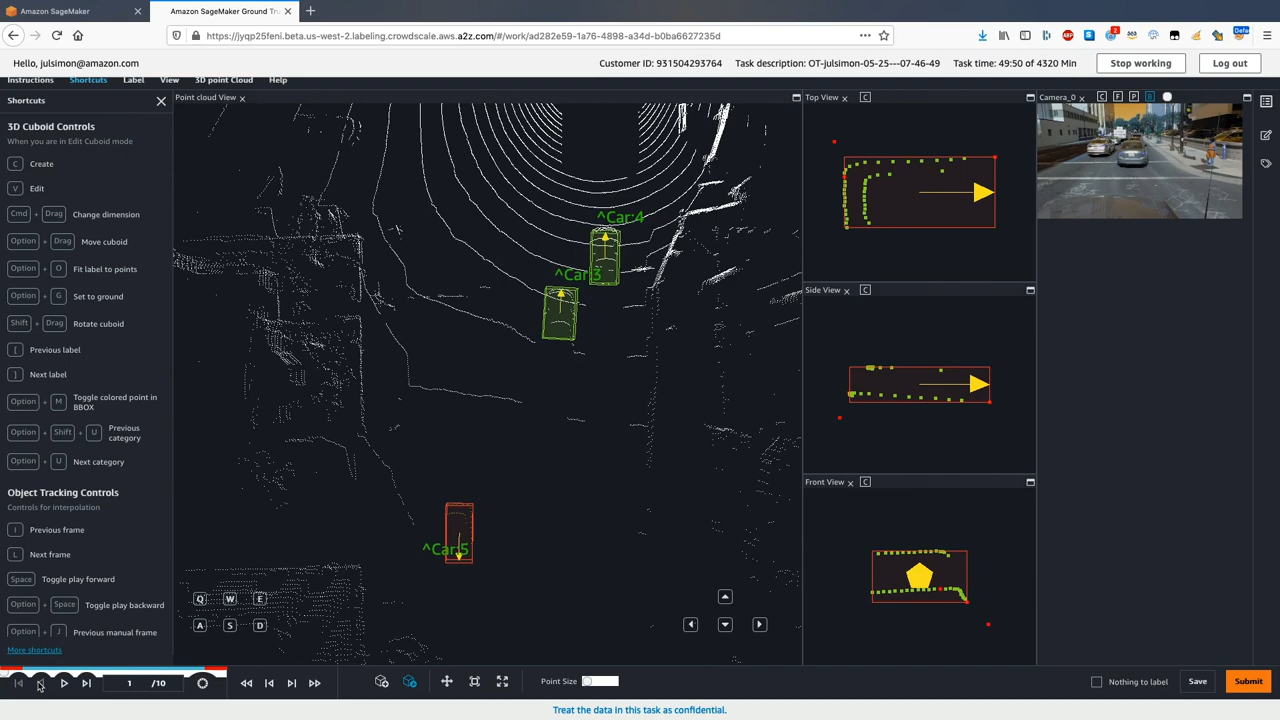 Amazon SageMaker
Amazon SageMaker Ground Tru
https://jyqp25feni.beta.us-west-2.labeling.crowdscale.aws.a2z.com/#/work/ad282e59-1a76-4898-a34d-b0ba6627235d
Hello, julsimon@amazon.com
Customer ID: 931504293764
Task description: OT-julsimon-05-25---07-46-49
Task time: 49:50 of 4320 Min
Stop working
Log out
Instructions
Shortcuts
Label
View
3D point Cloud
Help
Shortcuts
3D Cuboid Controls
When you are in Edit Cuboid mode
C Create
V Edit
Cmd + Drag Change dimension
Option + Drag Move cuboid
Option + O Fit label to points
Option + G Set to ground
Shift + Drag Rotate cuboid
[ Previous label
] Next label
Option + M Toggle colored point in
BBOX
Option + Shift + U Previous
category
Option + U Next category
Object Tracking Controls
Controls for interpolation
Previous frame
L Next frame
Space Toggle play forward
Option + Space Toggle play backward
Option + J Previous manual frame
More shortcuts
Point cloud View
^Car:4
^Car:3
^Car:5
Q W E
A S D
Top View C
Side View C
Front View C
Camera_0 C F P B
1 /10
Point Size
Nothing to label
Save
Submit
Treat the data in this task as confidential.